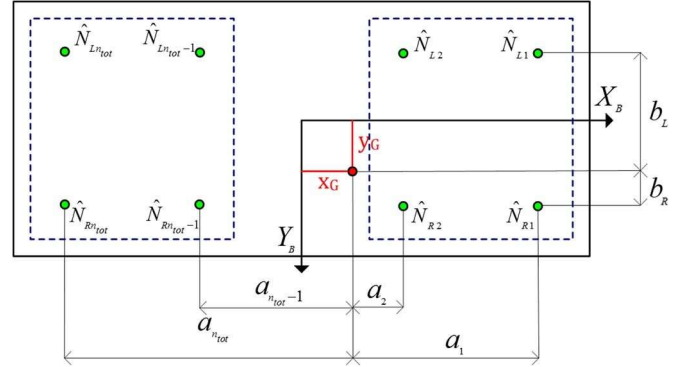 N̂_{Ln_{tot}} N̂_{Ln_{tot}-1} N̂_{L2} N̂_{L1}
X_B
b_L
y_G
x_G
b_R
N̂_{Rn_{tot}} N̂_{Rn_{tot}-1} N̂_{R2} N̂_{R1}
Y_B
a_{n_{tot}-1} a_2
a_{n_{tot}} a_1